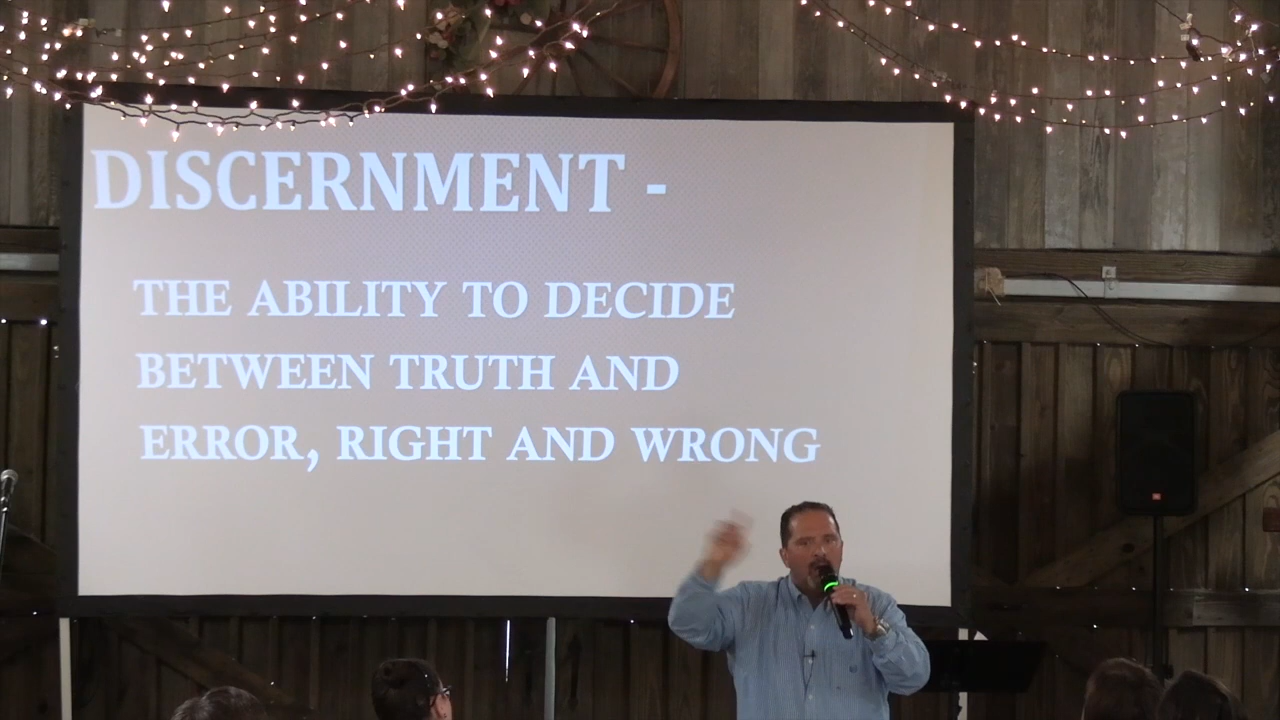 DISCERNMENT -
THE ABILITY TO DECIDE
BETWEEN TRUTH AND
ERROR, RIGHT AND WRONG